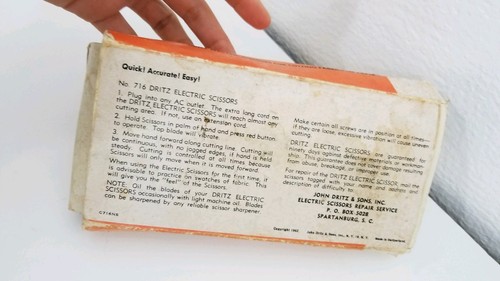 Quick! Accurate! Easy!
No. 716 DRITZ ELECTRIC SCISSORS
1. Plug into any AC outlet. The extra long cord on
the DRITZ ELECTRIC SCISSORS will reach almost any
cutting area. If not, use an extension cord.
2. Hold Scissors in palm of hand and press red button
to operate. Top blade will vibrate.
3. Move hand forward along cutting line. Cutting will
be continuous, with no jagged edges, if hand is held
steady. Cutting is controlled at all times because
Scissors will only move when it is moved forward.
When using the Electric Scissors for the first time, it
is advisable to practice on swatches of fabric. This
will give you the "feel" of the Scissors.
NOTE: Oil the blades of your DRITZ ELECTRIC
SCISSORS occasionally with light machine oil. Blades
can be sharpened by any reliable scissor sharpener.
Make certain all screws are in position at all times—
if they are loose, excessive vibration will cause uneven
cutting.
DRITZ ELECTRIC SCISSORS are guaranteed for
ninety days against defective materials or workman-
ship. This guarantee does not cover damage resulting
from abuse, breakage, or improper use.
For repair of the DRITZ ELECTRIC SCISSOR, mail the
scissors tagged with your name and address and
description of difficulty to:
JOHN DRITZ & SONS, INC.
ELECTRIC SCISSORS REPAIR SERVICE
P. O. BOX 5028
SPARTANBURG, S. C.
Copyright John Dritz & Sons, Inc., N. Y. Made in Switzerland